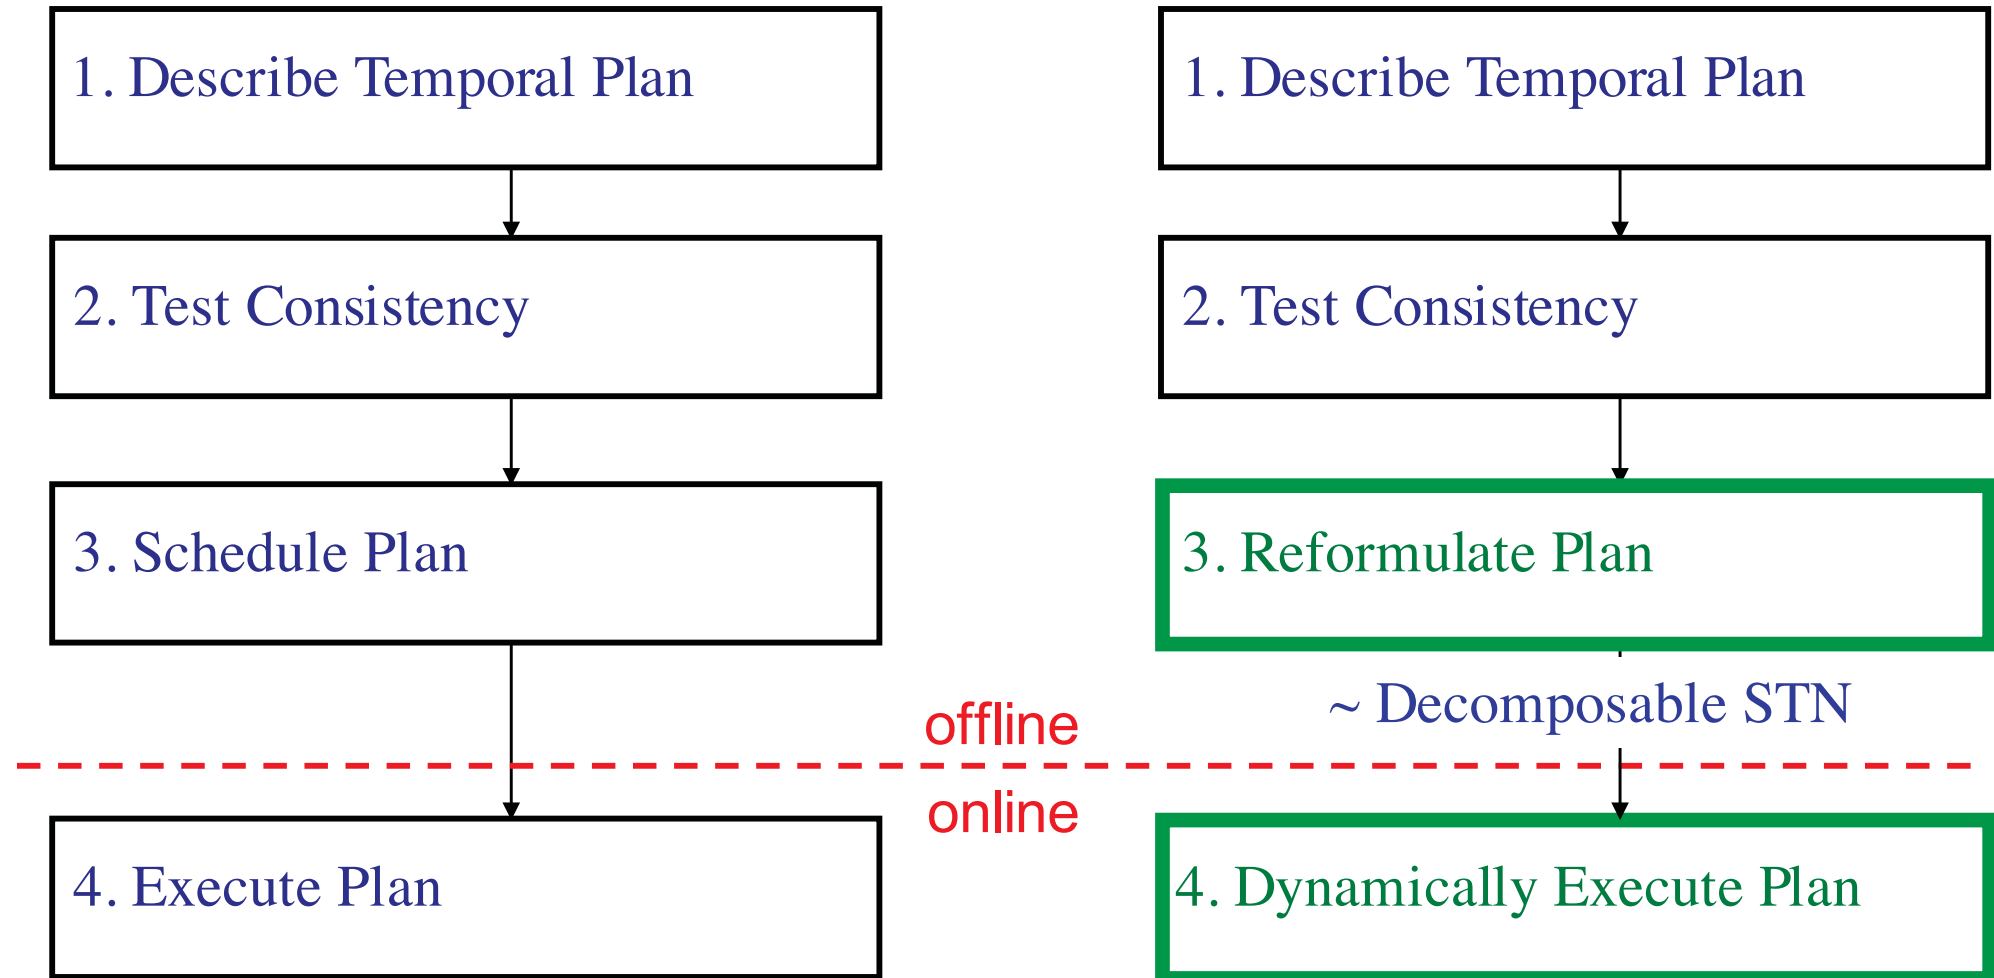 1. Describe Temporal Plan
2. Test Consistency
3. Schedule Plan
4. Execute Plan
offline
online
1. Describe Temporal Plan
2. Test Consistency
3. Reformulate Plan
~ Decomposable STN
4. Dynamically Execute Plan